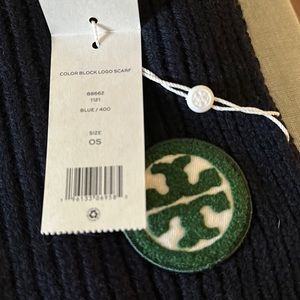 COLOR BLOCK LOGO SCARF
88662
1121
BLUE / 400
SIZE
OS